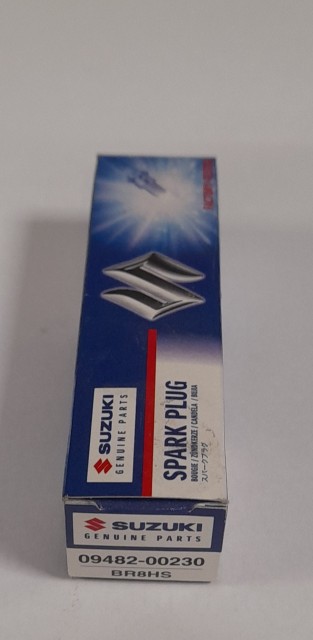 SUZUKI
GENUINE PARTS
SPARK PLUG
BOUGIE / ZÜNDKERZE / CANDELA / BUJIA
スパークプラグ
SUZUKI
GENUINE PARTS
09482-00230
BR8HS